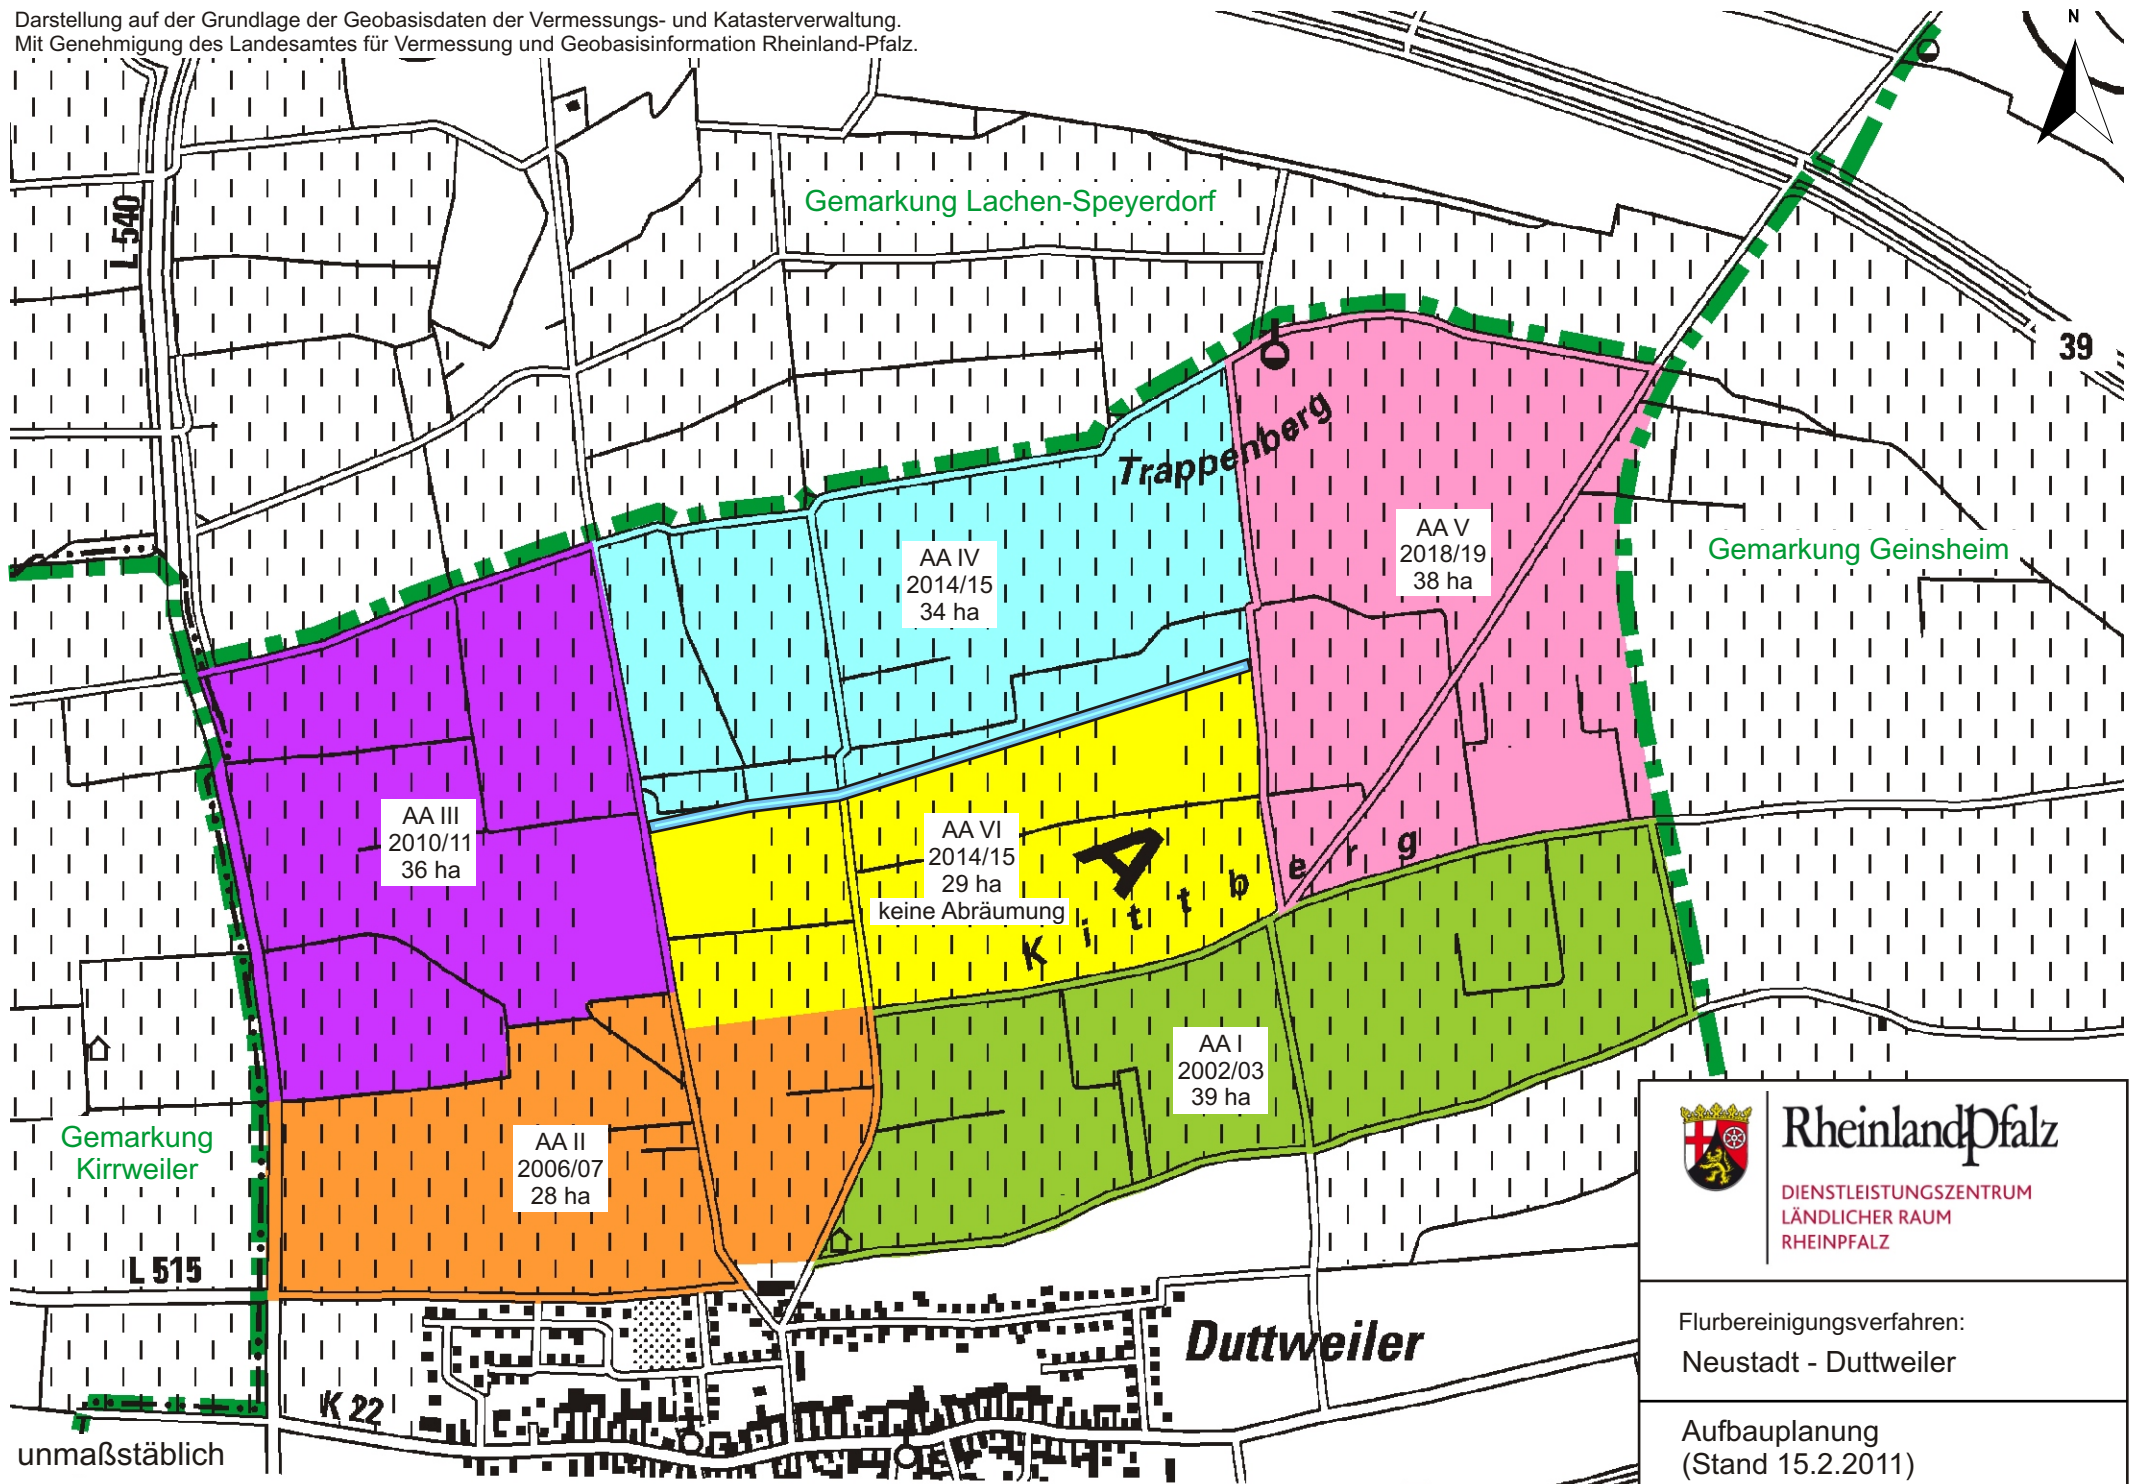 Darstellung auf der Grundlage der Geobasisdaten der Vermessungs- und Katasterverwaltung.
Mit Genehmigung des Landesamtes für Vermessung und Geobasisinformation Rheinland-Pfalz.
N
L 540
Gemarkung Lachen-Speyerdorf
39
Trappenberg
AA V
2018/19
38 ha
Gemarkung Geinsheim
AA IV
2014/15
34 ha
AA III
2010/11
36 ha
AA VI
2014/15
29 ha
keine Abräumung
A
Kittberg
AA I
2002/03
39 ha
Gemarkung
Kirrweiler
AA II
2006/07
28 ha
L 515
Duttweiler
K 22
unmaßstäblich
RheinlandPfalz
DIENSTLEISTUNGSZENTRUM
LÄNDLICHER RAUM
RHEINPFALZ
Flurbereinigungsverfahren:
Neustadt - Duttweiler
Aufbauplanung
(Stand 15.2.2011)